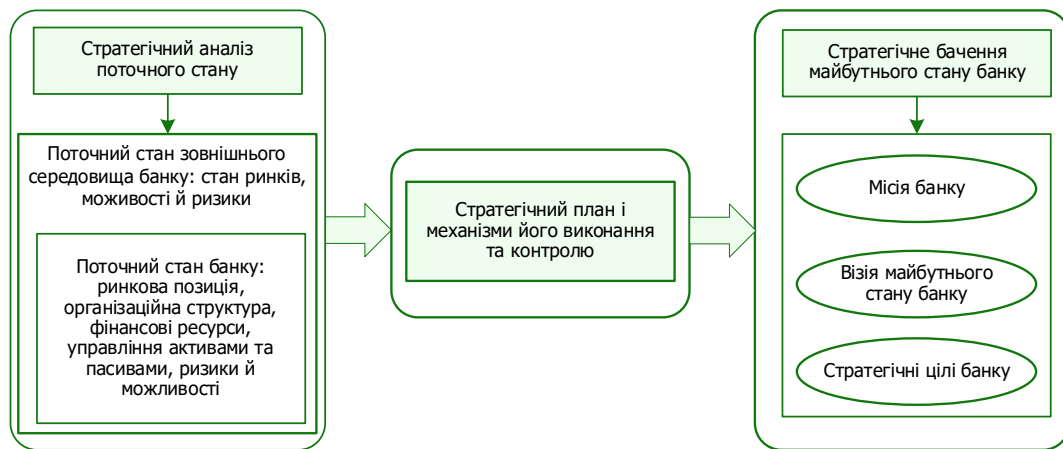 Стратегічний аналіз
поточного стану
Поточний стан зовнішнього
середовища банку: стан ринків,
моживості й ризики
Поточний стан банку:
ринкова позиція,
організаційна структура,
фінансові ресурси,
управління активами та
пасивами, ризики й
можливості
Стратегічний план і
механізми його виконання
та контролю
Стратегічне бачення
майбутнього стану банку
Місія банку
Візія майбутнього
стану банку
Стратегічні цілі банку